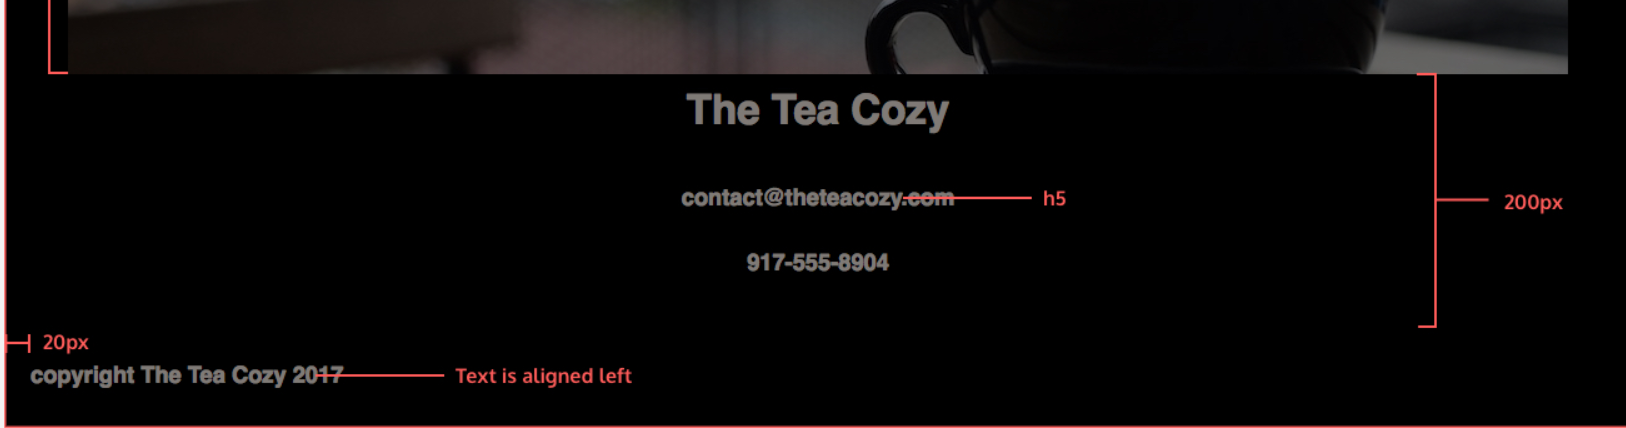 The Tea Cozy
contact@theteacozy.com h5
200px
917-555-8904
20px
copyright The Tea Cozy 2017 Text is aligned left